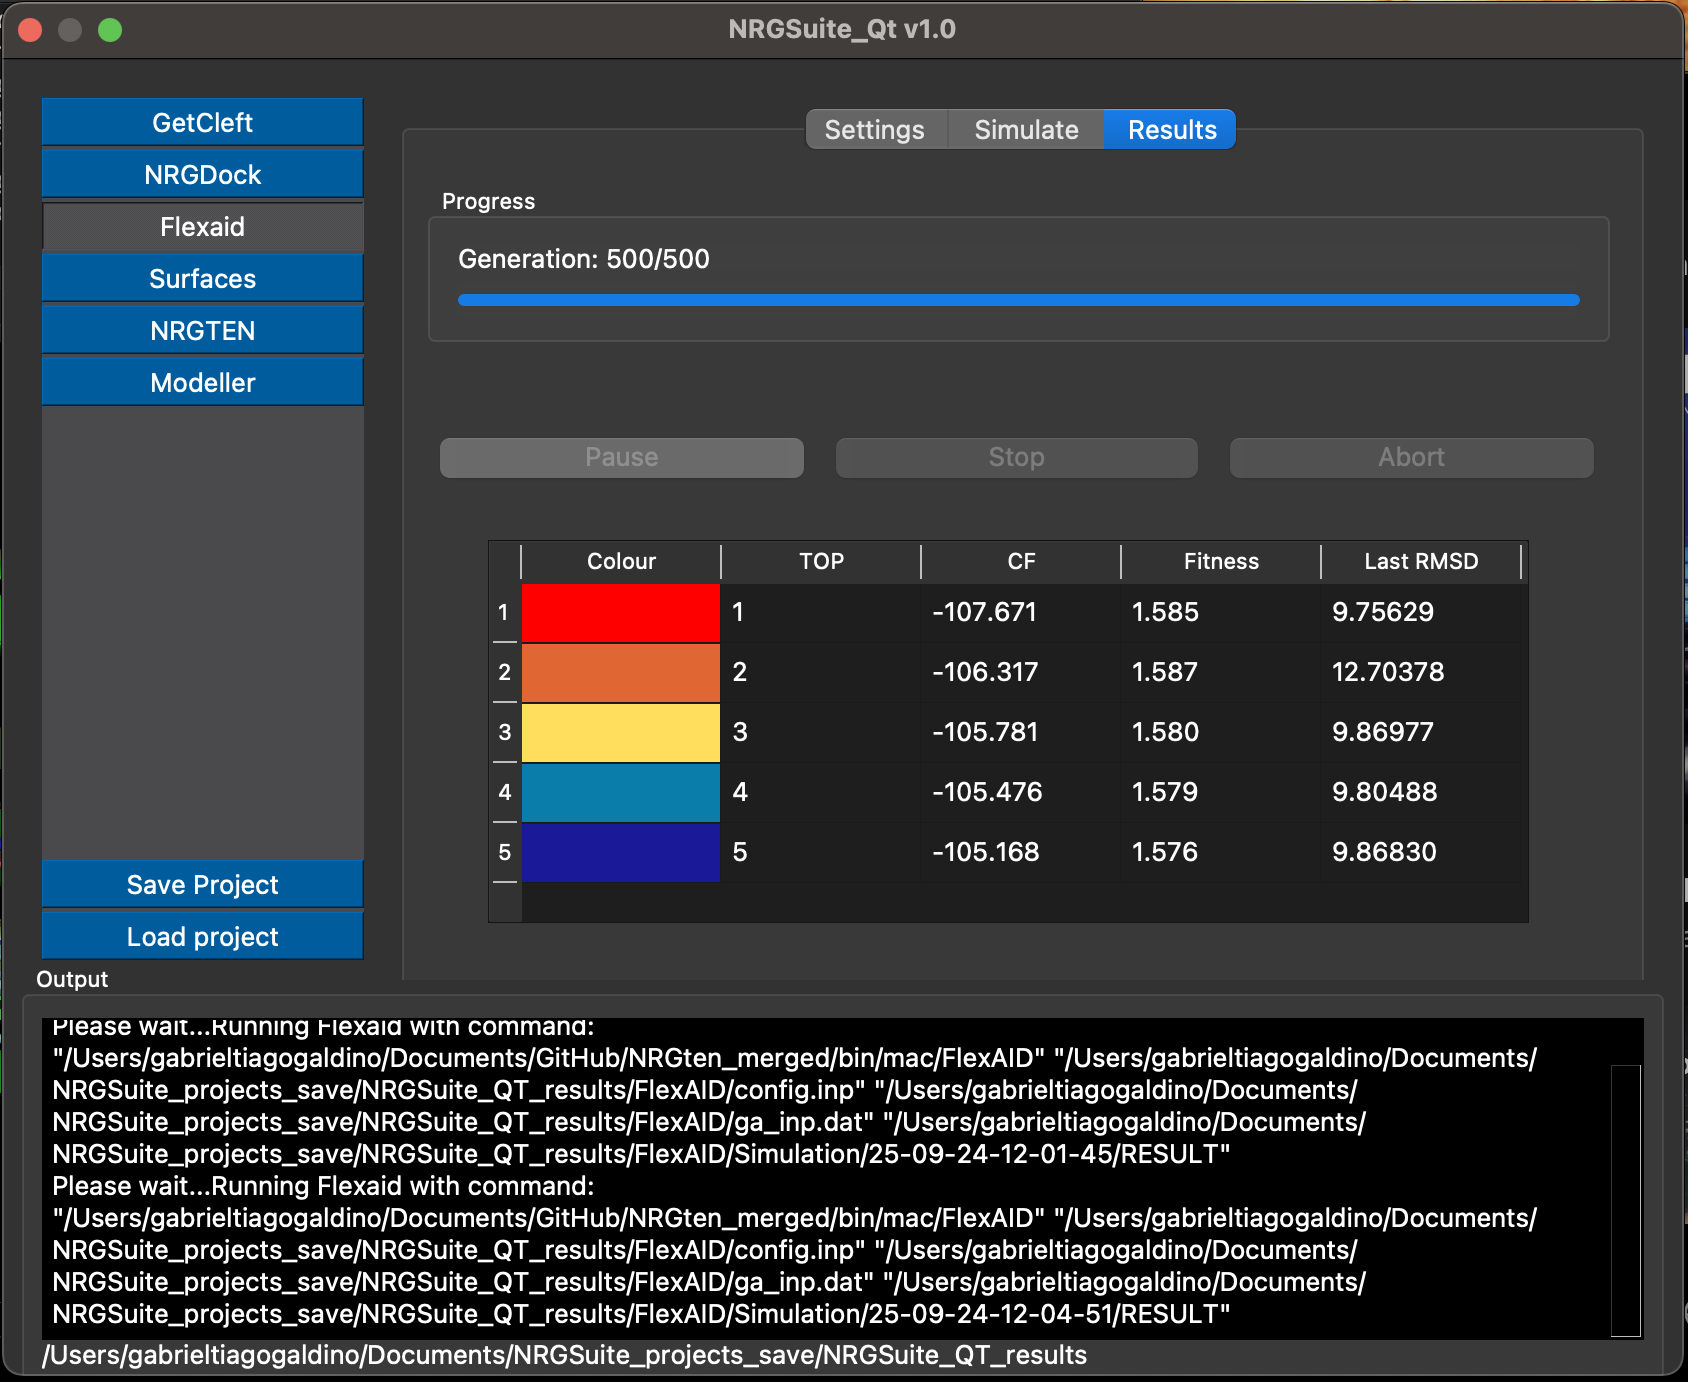 NRGSuite_Qt v1.0
GetCleft
NRGDock
Flexaid
Surfaces
NRGTEN
Modeller
Save Project
Load project
Settings Simulate Results
Progress
Generation: 500/500
Pause Stop Abort
Colour TOP CF Fitness Last RMSD
1 1 -107.671 1.585 9.75629
2 2 -106.317 1.587 12.70378
3 3 -105.781 1.580 9.86977
4 4 -105.476 1.579 9.80488
5 5 -105.168 1.576 9.86830
Output
Please wait...Running Flexaid with command:
"/Users/gabrieltiagogaldino/Documents/GitHub/NRGten_merged/bin/mac/FlexAID" "/Users/gabrieltiagogaldino/Documents/
NRGSuite_projects_save/NRGSuite_QT_results/FlexAID/config.inp" "/Users/gabrieltiagogaldino/Documents/
NRGSuite_projects_save/NRGSuite_QT_results/FlexAID/ga_inp.dat" "/Users/gabrieltiagogaldino/Documents/
NRGSuite_projects_save/NRGSuite_QT_results/FlexAID/Simulation/25-09-24-12-01-45/RESULT"
Please wait...Running Flexaid with command:
"/Users/gabrieltiagogaldino/Documents/GitHub/NRGten_merged/bin/mac/FlexAID" "/Users/gabrieltiagogaldino/Documents/
NRGSuite_projects_save/NRGSuite_QT_results/FlexAID/config.inp" "/Users/gabrieltiagogaldino/Documents/
NRGSuite_projects_save/NRGSuite_QT_results/FlexAID/ga_inp.dat" "/Users/gabrieltiagogaldino/Documents/
NRGSuite_projects_save/NRGSuite_QT_results/FlexAID/Simulation/25-09-24-12-04-51/RESULT"
/Users/gabrieltiagogaldino/Documents/NRGSuite_projects_save/NRGSuite_QT_results